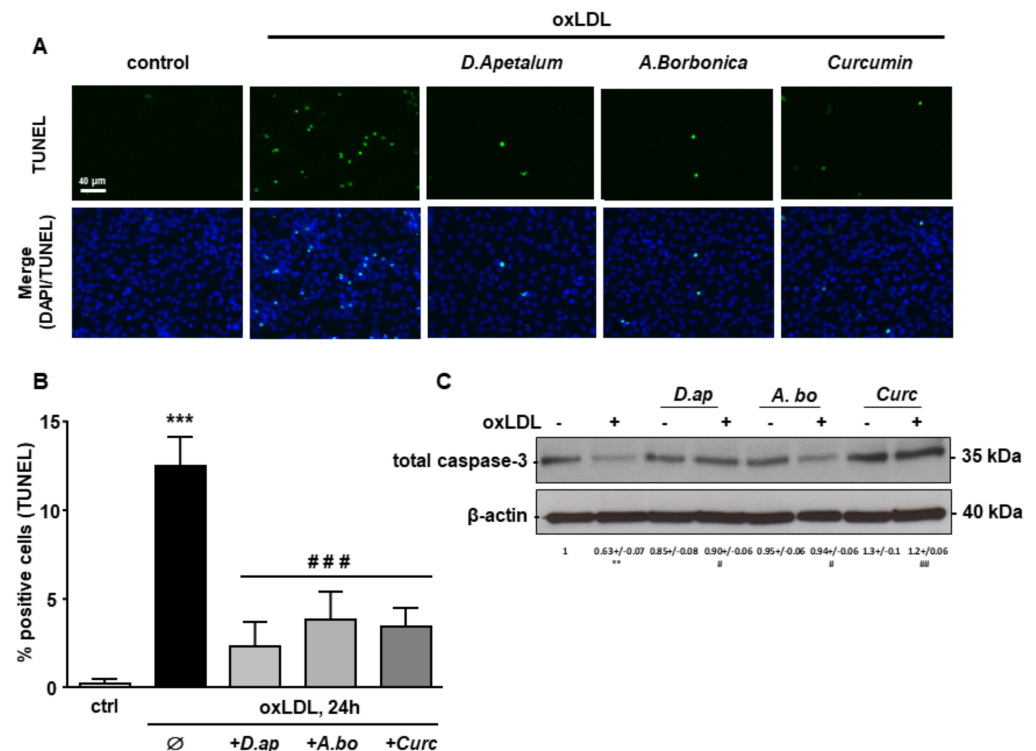 oxLDL
A
control
D.Apetalum
A.Borbonica
Curcumin
TUNEL
40 µm
Merge
(DAPI/TUNEL)
B
% positive cells (TUNEL)
15
10
5
0
***
###
ctrl
oxLDL, 24h
∅ +D.ap +A.bo +Curc
C
D.ap A. bo Curc
oxLDL - + - + - + - +
total caspase-3 - 35 kDa
β-actin - 40 kDa
1 0.63+/-0.07 0.85+/-0.08 0.90+/-0.06 0.95+/-0.06 0.94+/-0.06 1.3+/-0.1 1.2+/0.06
** # # ##